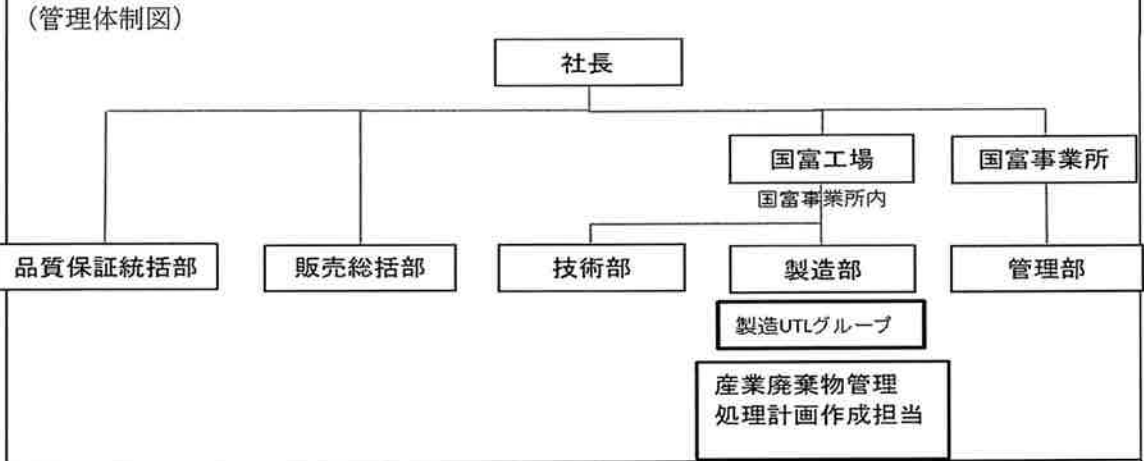 （管理体制図）
社長
国富工場
国富事業所
国富事業所内
品質保証統括部
販売総括部
技術部
製造部
管理部
製造UTLグループ
産業廃棄物管理
処理計画作成担当